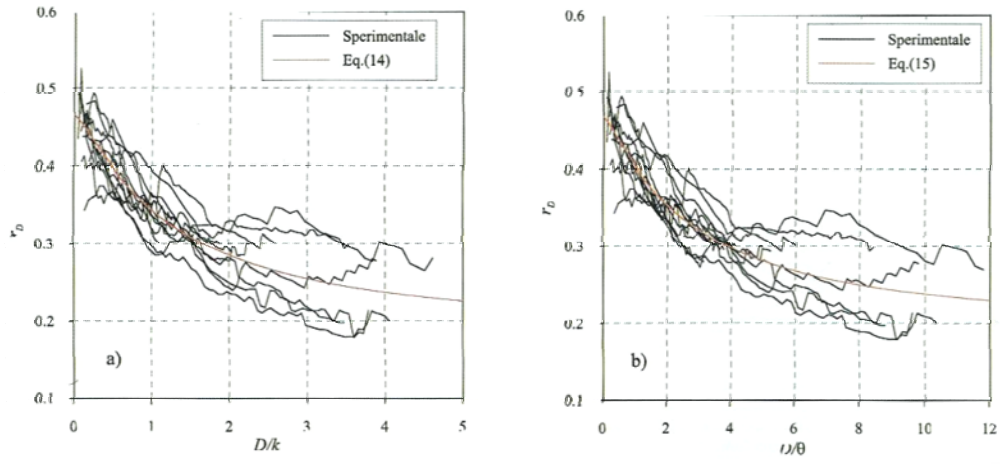 0.6
0.5
0.4
0.3
0.2
0.1
r_D
Sperimentale
Eq.(14)
a)
0 1 2 3 4 5
D/k
0.6
0.5
0.4
0.3
0.2
0.1
r_D
Sperimentale
Eq.(15)
b)
0 2 4 6 8 10 12
D/θ